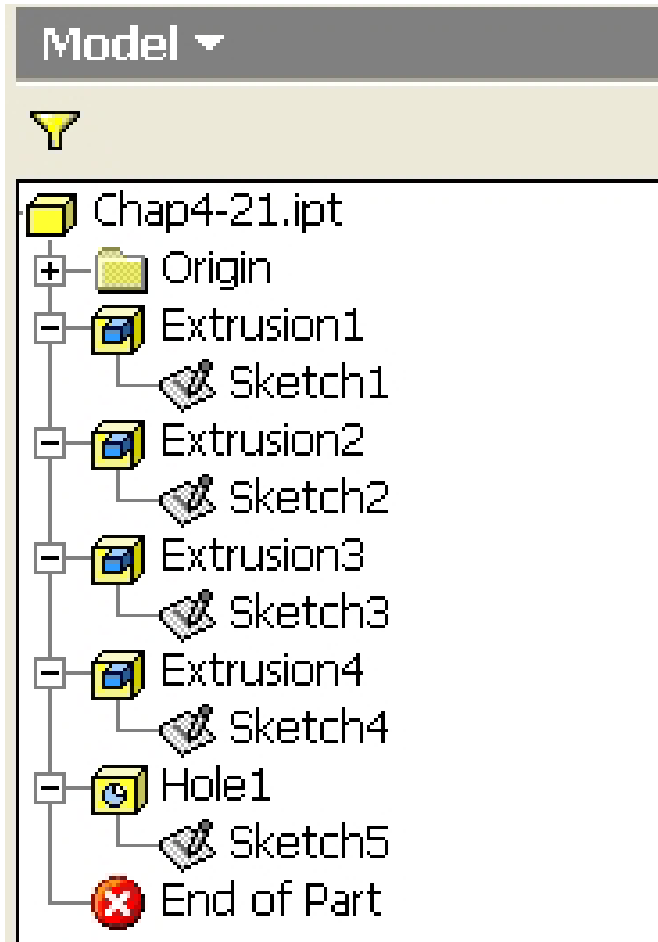 Model
Chap4-21.ipt
Origin
Extrusion1
Sketch1
Extrusion2
Sketch2
Extrusion3
Sketch3
Extrusion4
Sketch4
Hole1
Sketch5
End of Part